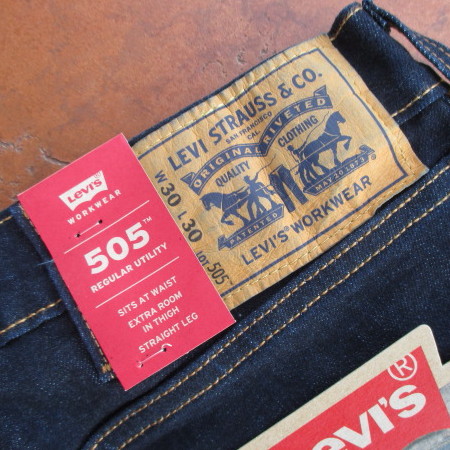 LEVI STRAUSS & CO.
SAN FRANCISCO
CAL.
ORIGINAL RIVETED
QUALITY CLOTHING
PATENTED MAY 20 1873
W 30 L 30
LEVI'S® WORKWEAR
505™
Levi's
WORKWEAR
505™
REGULAR UTILITY
SITS AT WAIST
EXTRA ROOM
IN THIGH
STRAIGHT LEG
Levi's®